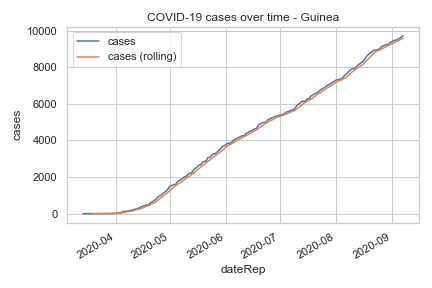 COVID-19 cases over time - Guinea
cases
cases (rolling)
10000
8000
6000
4000
2000
0
cases
2020-04
2020-05
2020-06
2020-07
2020-08
2020-09
dateRep